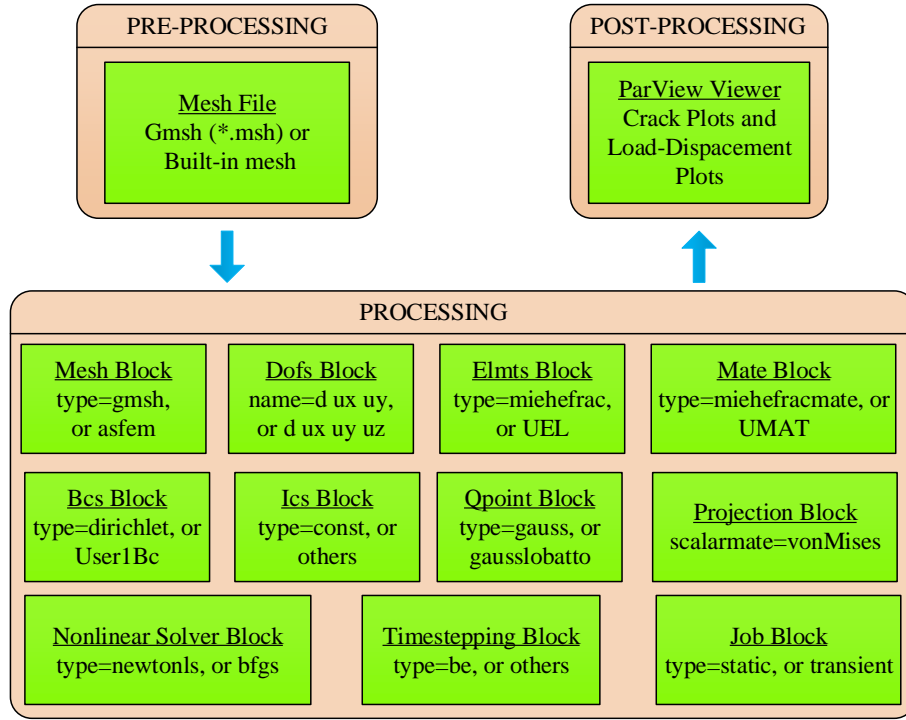 PRE-PROCESSING
Mesh File
Gmsh (*.msh) or
Built-in mesh
POST-PROCESSING
ParView Viewer
Crack Plots and
Load-Dispacement
Plots
PROCESSING
Mesh Block
type=gmsh,
or asfem
Dofs Block
name=d ux uy,
or d ux uy uz
Elmts Block
type=miehefrac,
or UEL
Mate Block
type=miehefracmate, or
UMAT
Bcs Block
type=dirichlet, or
User1Bc
Ics Block
type=const, or
others
Qpoint Block
type=gauss, or
gausslobatto
Projection Block
scalarmate=vonMises
Nonlinear Solver Block
type=newtonls, or bfgs
Timestepping Block
type=be, or others
Job Block
type=static, or transient